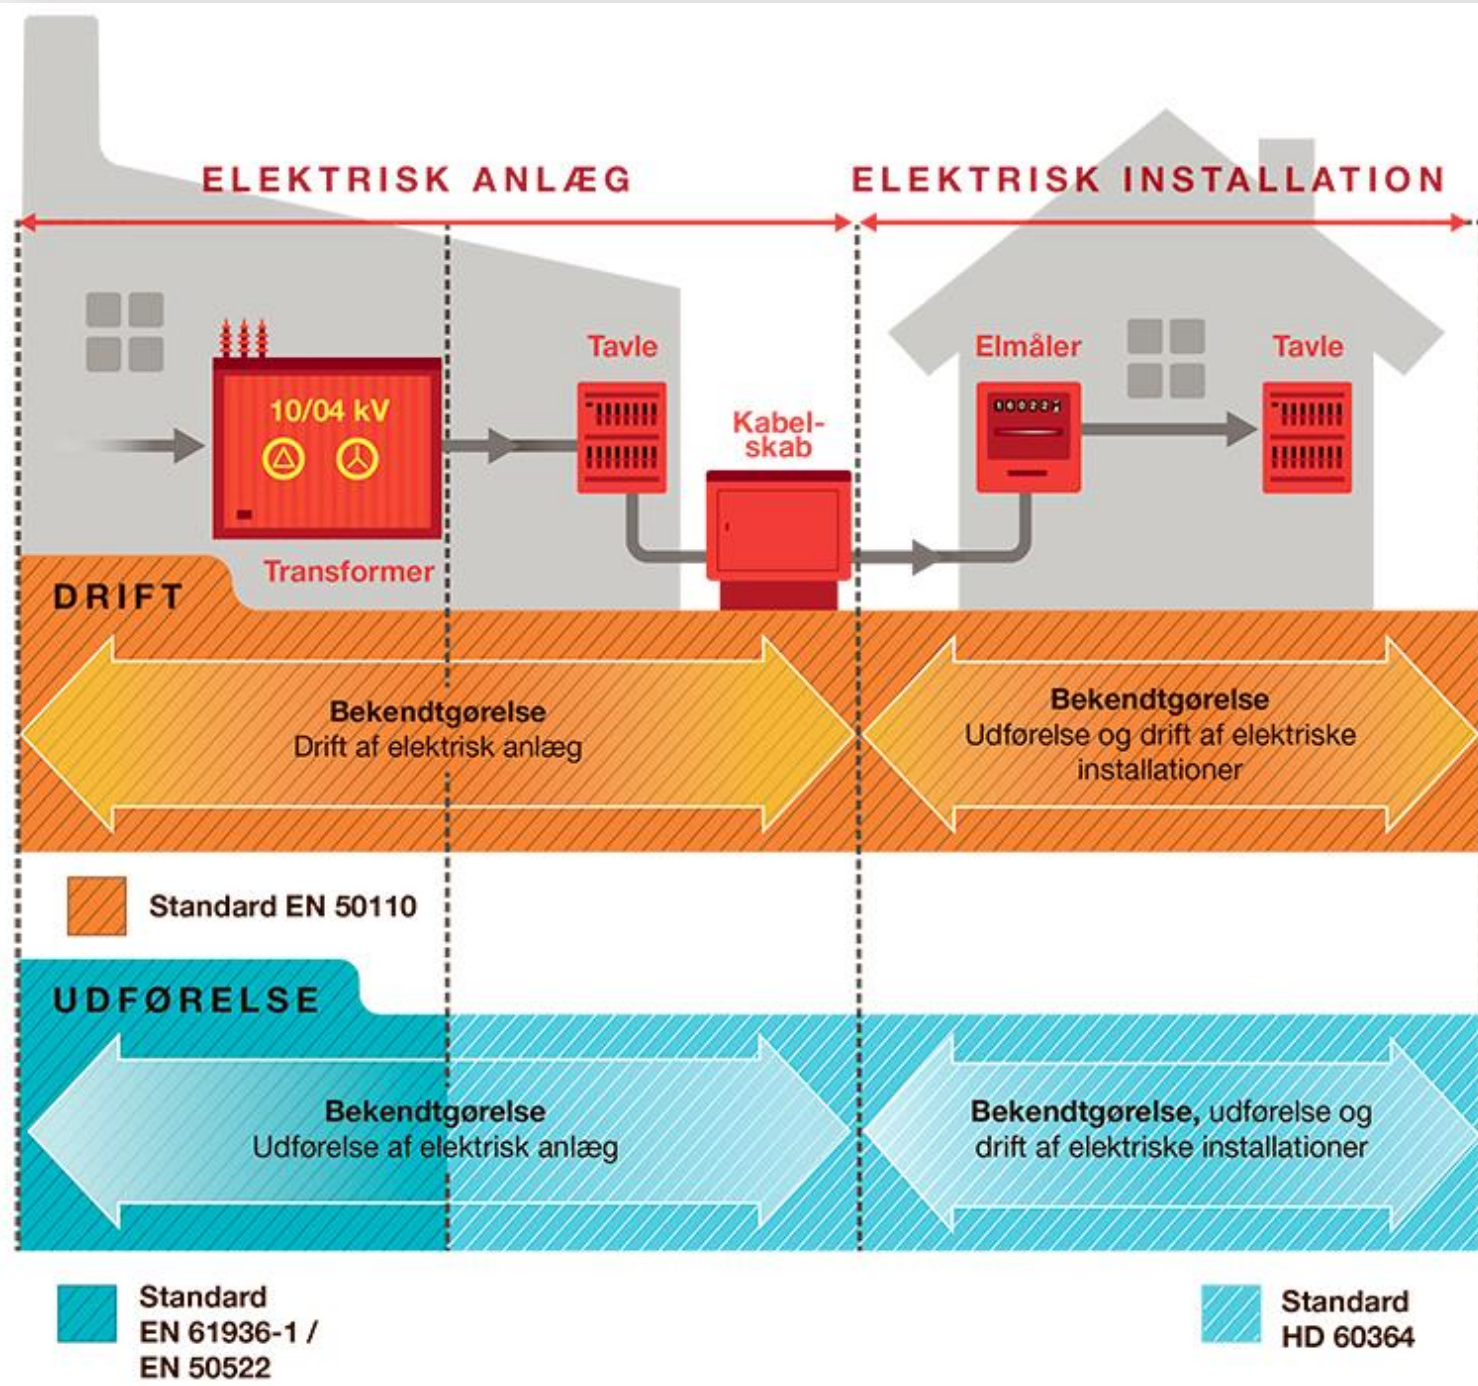 ELEKTRISK ANLÆG
ELEKTRISK INSTALLATION
Tavle
Elmåler
Tavle
10/04 kV
Kabel-
skab
Transformer
DRIFT
Bekendtgørelse
Drift af elektrisk anlæg
Bekendtgørelse
Udførelse og drift af elektriske
installationer
Standard EN 50110
UDFØRELSE
Bekendtgørelse
Udførelse af elektrisk anlæg
Bekendtgørelse, udførelse og
drift af elektriske installationer
Standard
EN 61936-1 /
EN 50522
Standard
HD 60364